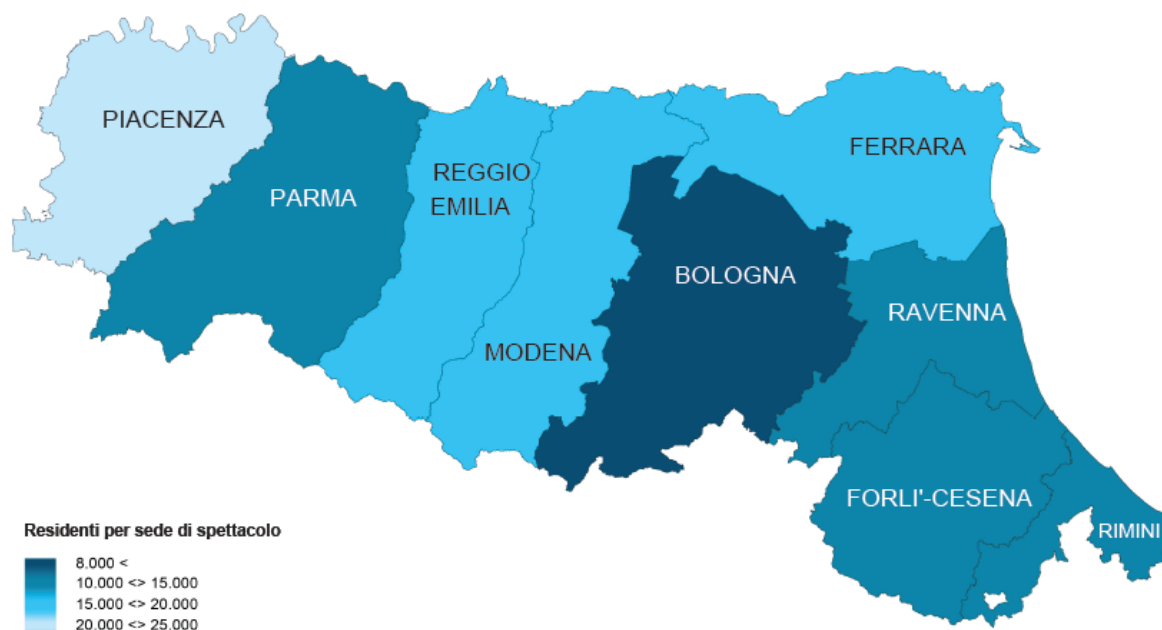 PIACENZA
PARMA
REGGIO
EMILIA
MODENA
BOLOGNA
FERRARA
RAVENNA
FORLI'-CESENA
RIMINI
Residenti per sede di spettacolo
8.000 <
10.000 <> 15.000
15.000 <> 20.000
20.000 <> 25.000